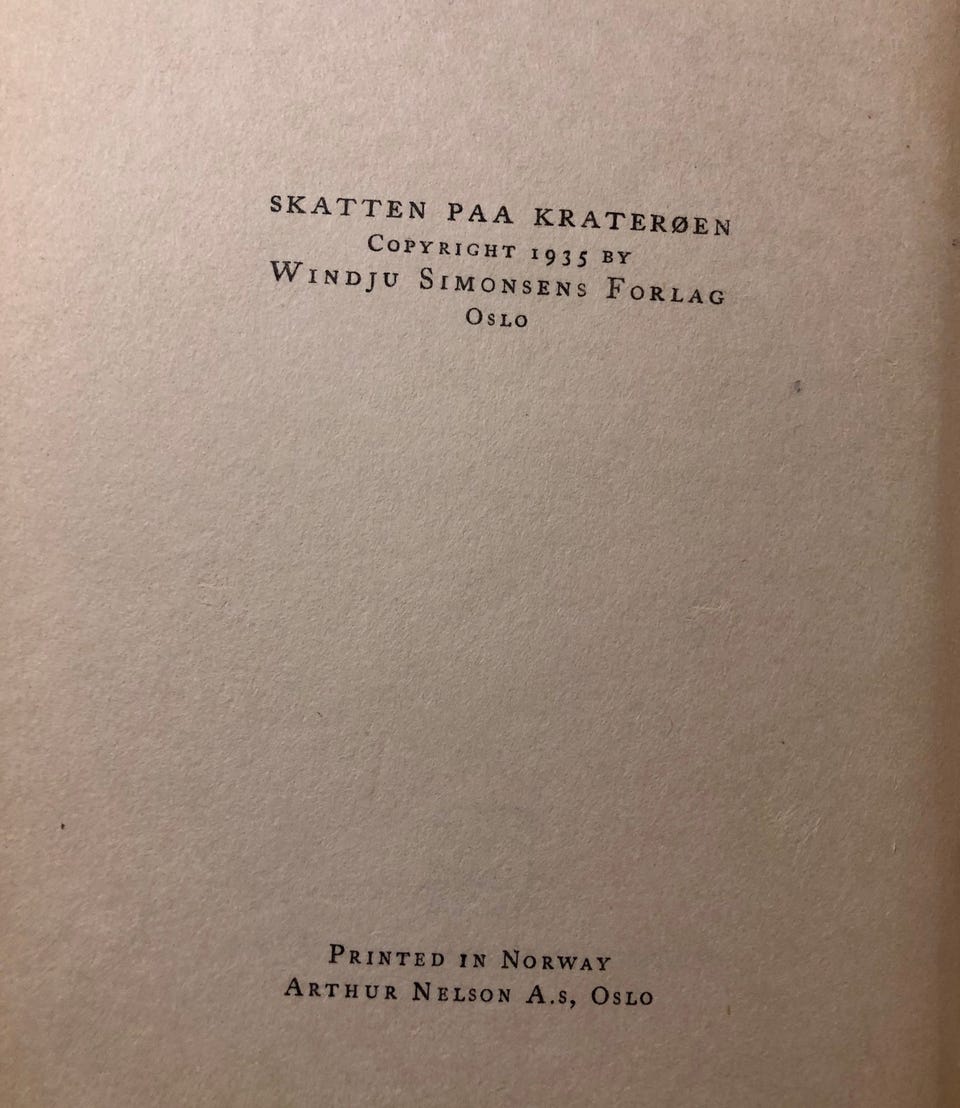 SKATTEN PAA KRATERØEN
COPYRIGHT 1935 BY
WINDJU SIMONSENS FORLAG
OSLO
PRINTED IN NORWAY
ARTHUR NELSON A.S, OSLO